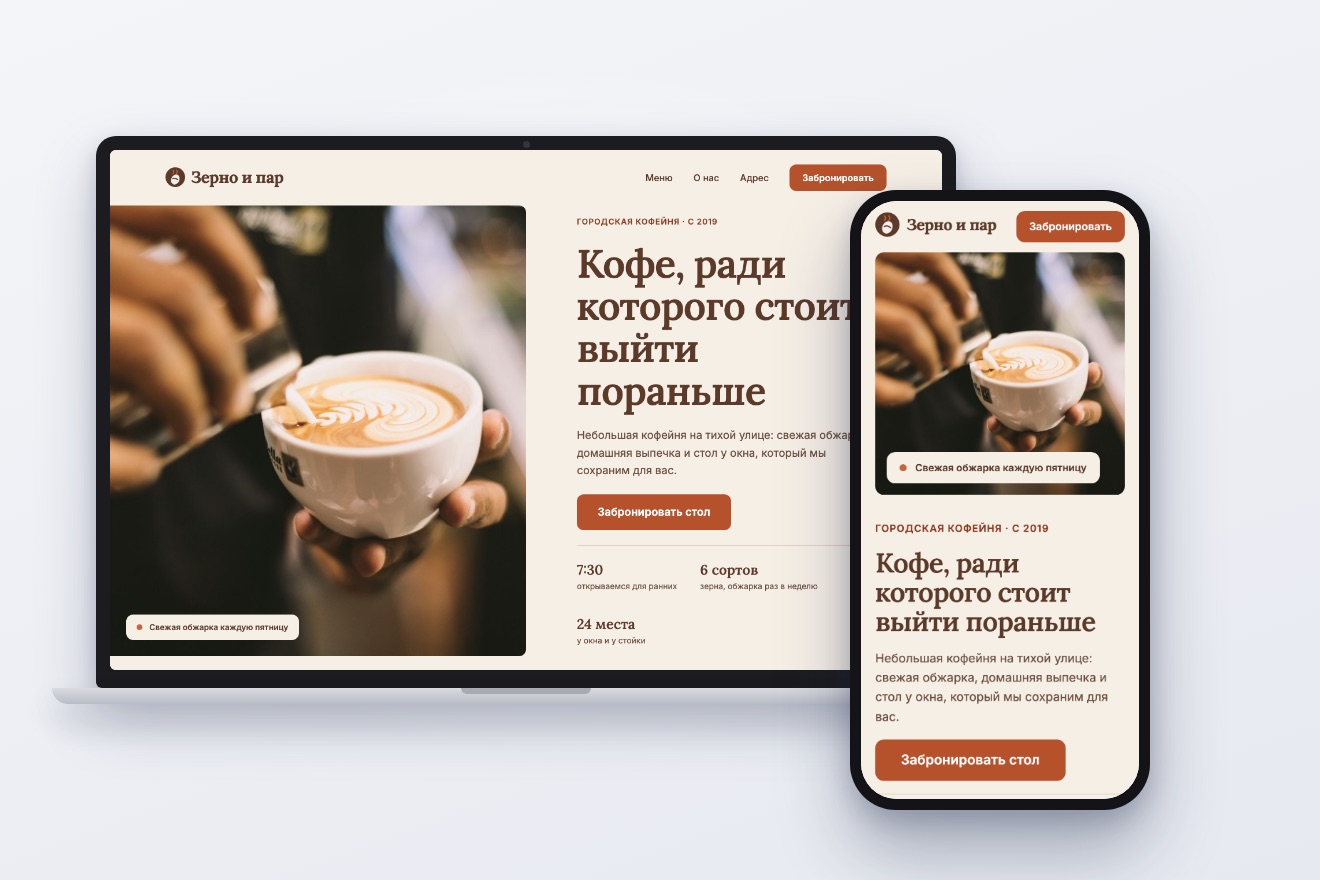 Зерно и пар
Меню О нас Адрес Забронировать
ГОРОДСКАЯ КОФЕЙНЯ · С 2019
Кофе, ради
которого стоит
выйти
пораньше
Небольшая кофейня на тихой улице: свежая
домашняя выпечка и стол у окна, который мы
сохраним для вас.
Забронировать стол
7:30
открываемся для ранних
6 сортов
зерна, обжарка раз в неделю
24 места
у окна и у стойки
Свежая обжарка каждую пятницу
Зерно и пар
Забронировать
Свежая обжарка каждую пятницу
ГОРОДСКАЯ КОФЕЙНЯ · С 2019
Кофе, ради
которого стоит
выйти пораньше
Небольшая кофейня на тихой улице:
свежая обжарка, домашняя выпечка и
стол у окна, который мы сохраним для
вас.
Забронировать стол